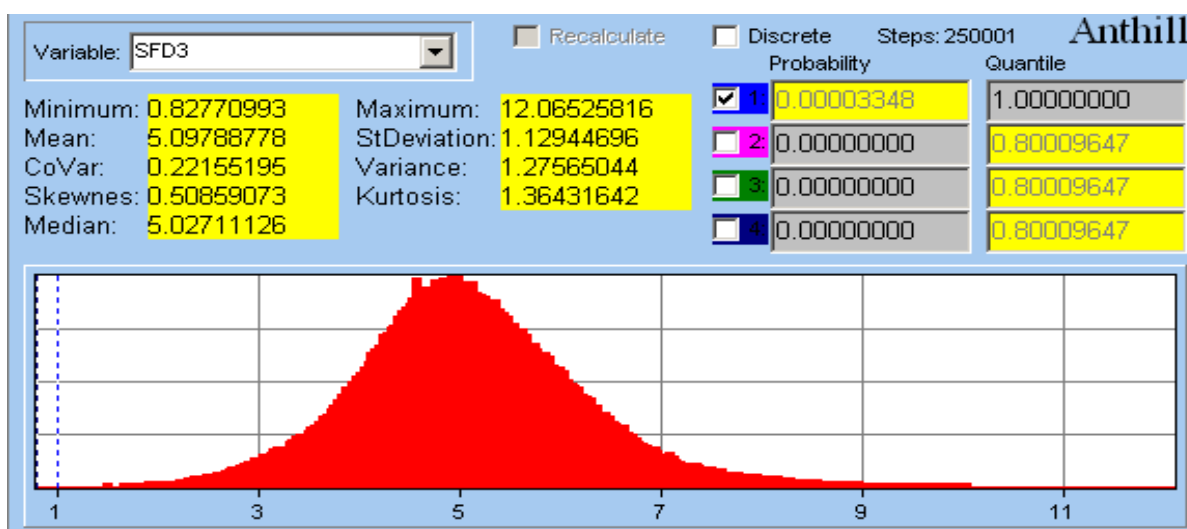 Variable: SFD3
Recalculate
Discrete Steps: 250001 Anthill
Probability Quantile
Minimum: 0.82770993 Maximum: 12.06525816
Mean: 5.09788778 StDeviation: 1.12944696
CoVar: 0.22155195 Variance: 1.27565044
Skewnes: 0.50859073 Kurtosis: 1.36431642
Median: 5.02711126
1: 0.00003348 1.00000000
2: 0.00000000 0.80009647
3: 0.00000000 0.80009647
4: 0.00000000 0.80009647
1 3 5 7 9 11